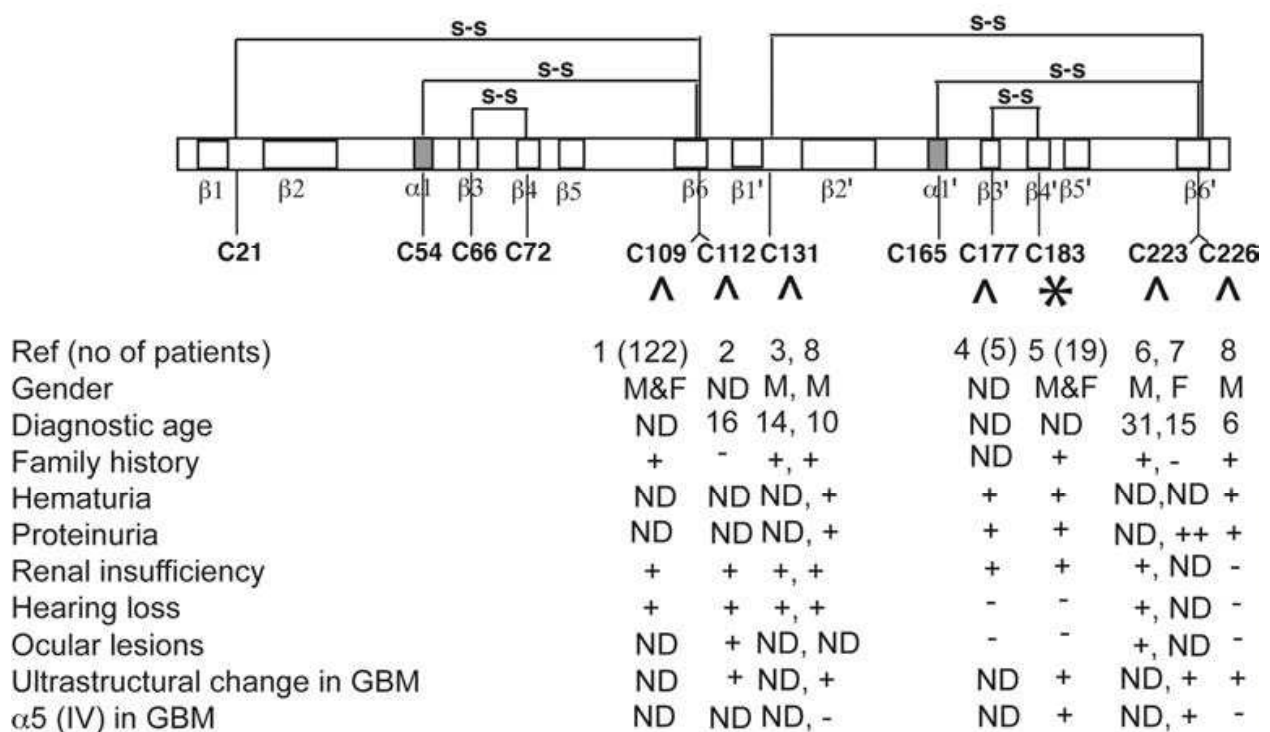 S-S S-S
S-S S-S
S-S S-S
β1 β2 α1 β3 β4 β5 β6 β1' β2' α1' β3' β4' β5' β6'
C21 C54 C66 C72 C109 C112 C131 C165 C177 C183 C223 C226
^ ^ ^ ^ * ^ ^
Ref (no of patients) 1 (122) 2 3, 8 4 (5) 5 (19) 6, 7 8
Gender M&F ND M, M ND M&F M, F M
Diagnostic age ND 16 14, 10 ND ND 31,15 6
Family history + - +, + ND + +, - +
Hematuria ND ND ND, + + + ND,ND +
Proteinuria ND ND ND, + + + ND, ++ +
Renal insufficiency + + +, + + + +, ND -
Hearing loss + + +, + - - +, ND -
Ocular lesions ND + ND, ND - - +, ND -
Ultrastructural change in GBM ND + ND, + ND + ND, + +
α5 (IV) in GBM ND ND ND, - ND + ND, + -